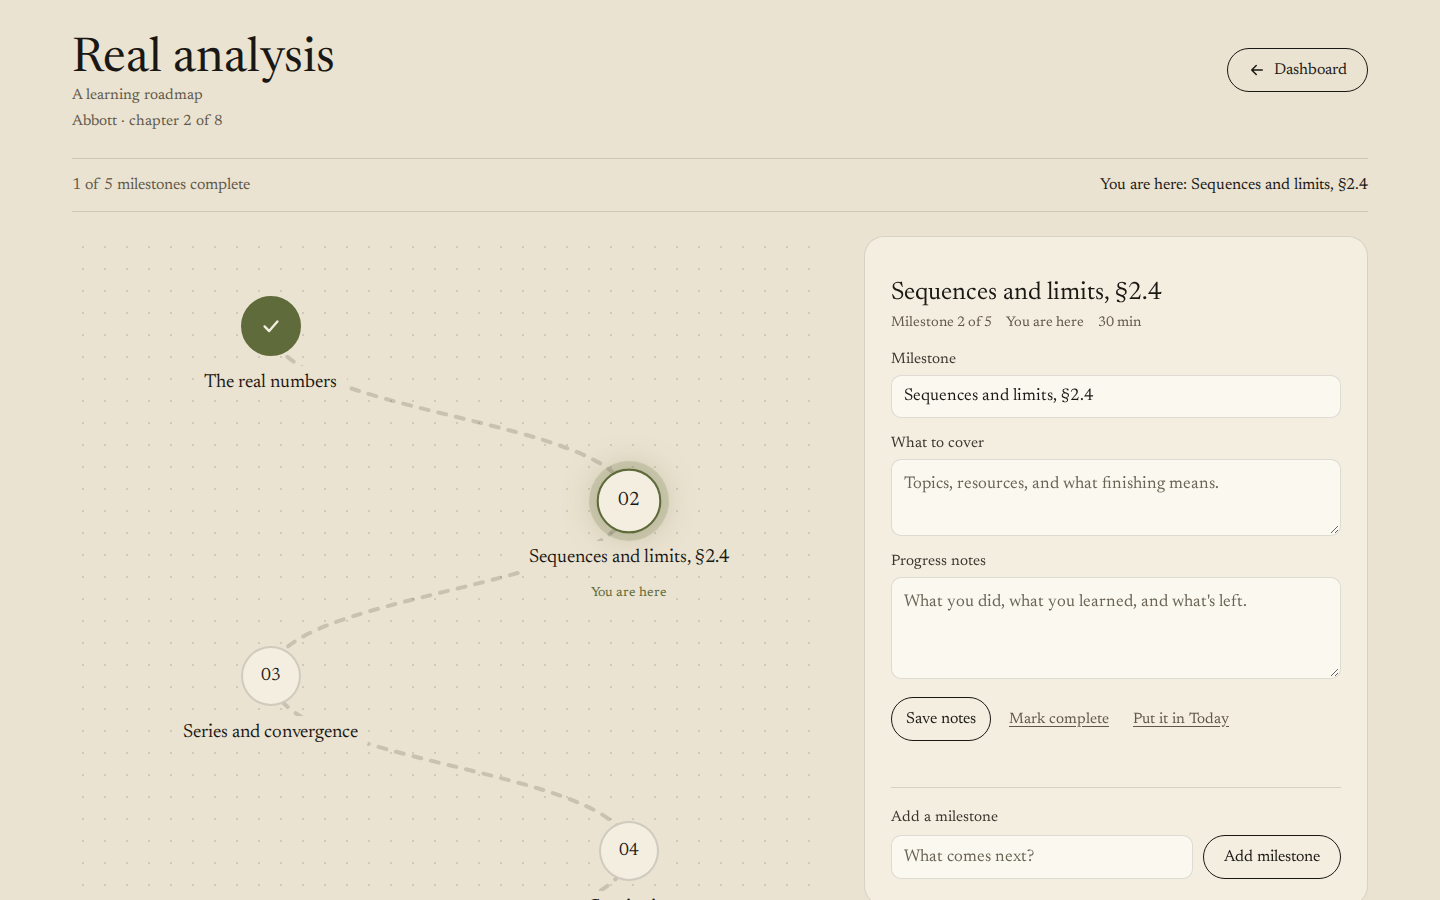 Real analysis
A learning roadmap
Abbott · chapter 2 of 8
← Dashboard
1 of 5 milestones complete
You are here: Sequences and limits, §2.4
The real numbers
02
Sequences and limits, §2.4
You are here
03
Series and convergence
04
Sequences and limits, §2.4
Milestone 2 of 5 You are here 30 min
Milestone
Sequences and limits, §2.4
What to cover
Topics, resources, and what finishing means.
Progress notes
What you did, what you learned, and what's left.
Save notes Mark complete Put it in Today
Add a milestone
What comes next? Add milestone